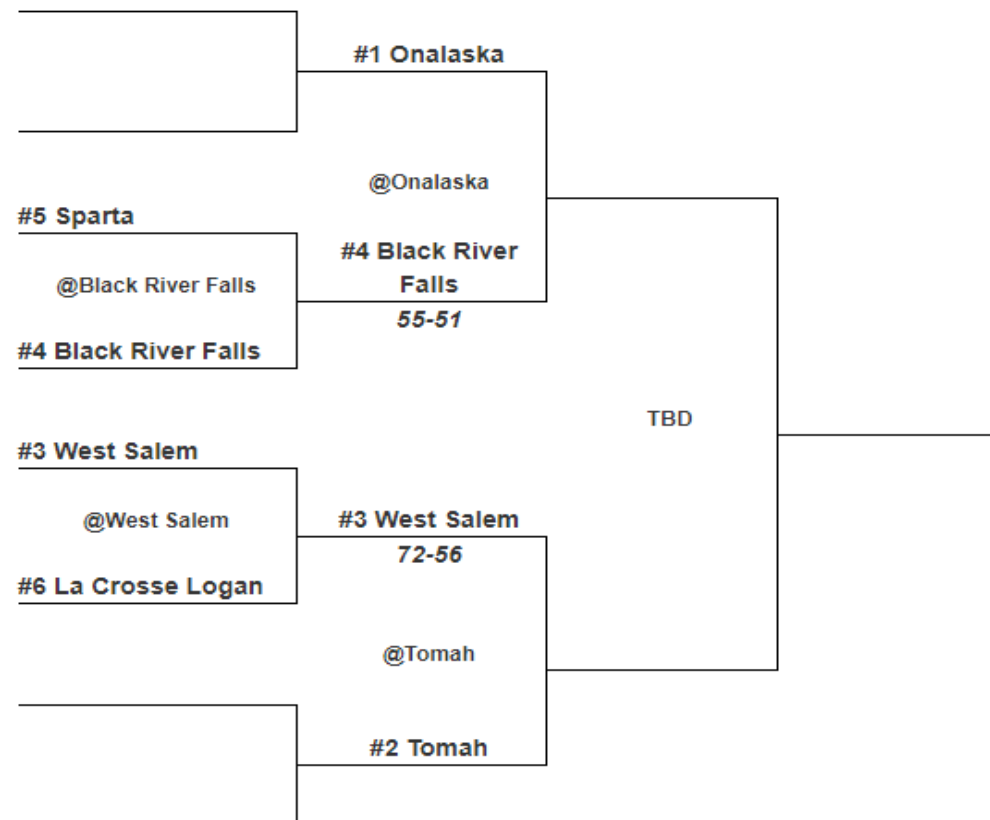 #1 Onalaska
@Onalaska
#5 Sparta
#4 Black River
Falls
@Black River Falls
55-51
#4 Black River Falls
TBD
#3 West Salem
@West Salem
#3 West Salem
72-56
#6 La Crosse Logan
@Tomah
#2 Tomah